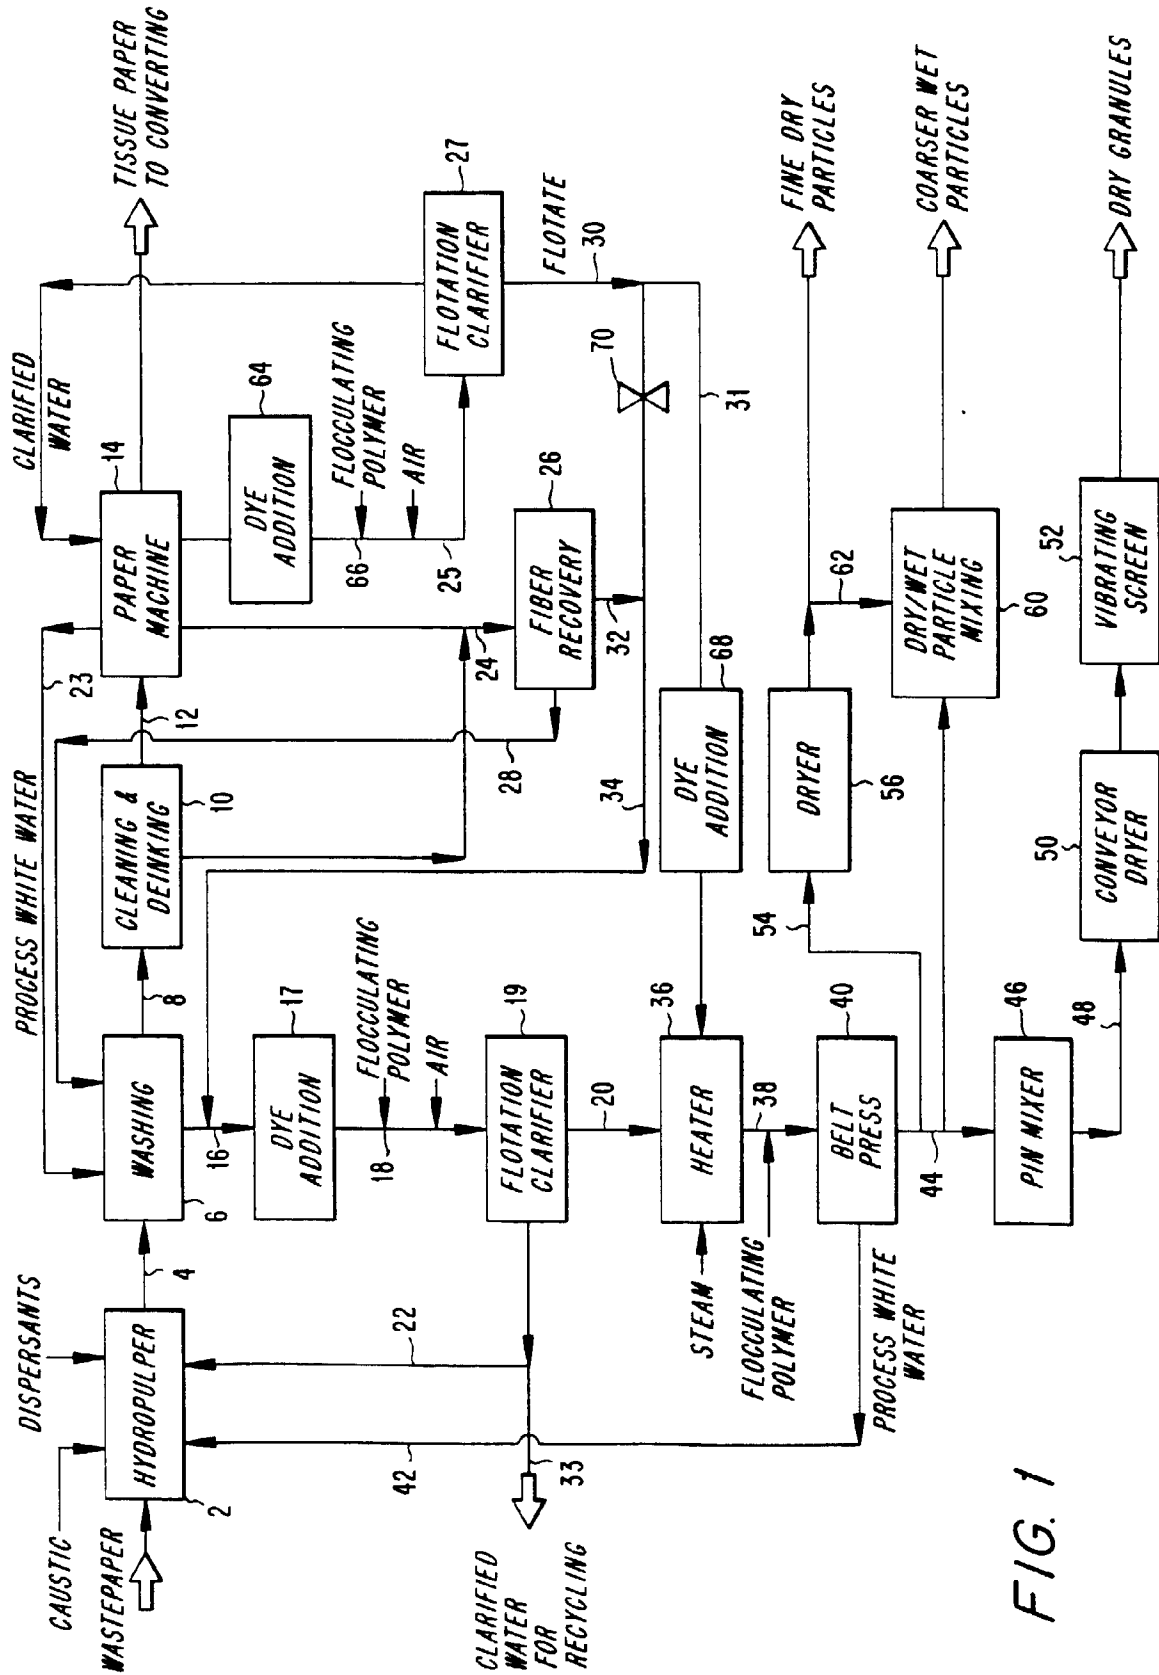 CAUSTIC
DISPERSANTS
WASTEPAPER
HYDROPULPER
2
4
WASHING
6
8
PROCESS WHITE WATER
CLEANING &
DEINKING
10
12
23
PAPER
MACHINE
14
CLARIFIED
WATER
TISSUE PAPER
TO CONVERTING
16
DYE
ADDITION
17
28
24
DYE
ADDITION
64
FLOCCULATING
POLYMER
66
AIR
25
FLOTATION
CLARIFIER
27
FLOCCULATING
POLYMER
18
AIR
22
42
FLOTATION
CLARIFIER
19
FIBER
RECOVERY
26
32
FLOTATE
30
CLARIFIED
WATER
FOR
RECYCLING
33
20
34
70
31
STEAM
HEATER
36
DYE
ADDITION
68
FLOCCULATING
POLYMER
38
BELT
PRESS
40
PROCESS WHITE
WATER
54
DRYER
56
62
FINE DRY
PARTICLES
44
DRY/WET
PARTICLE
MIXING
60
COARSER WET
PARTICLES
PIN MIXER
46
48
CONVEYOR
DRYER
50
VIBRATING
SCREEN
52
DRY GRANULES
FIG. 1